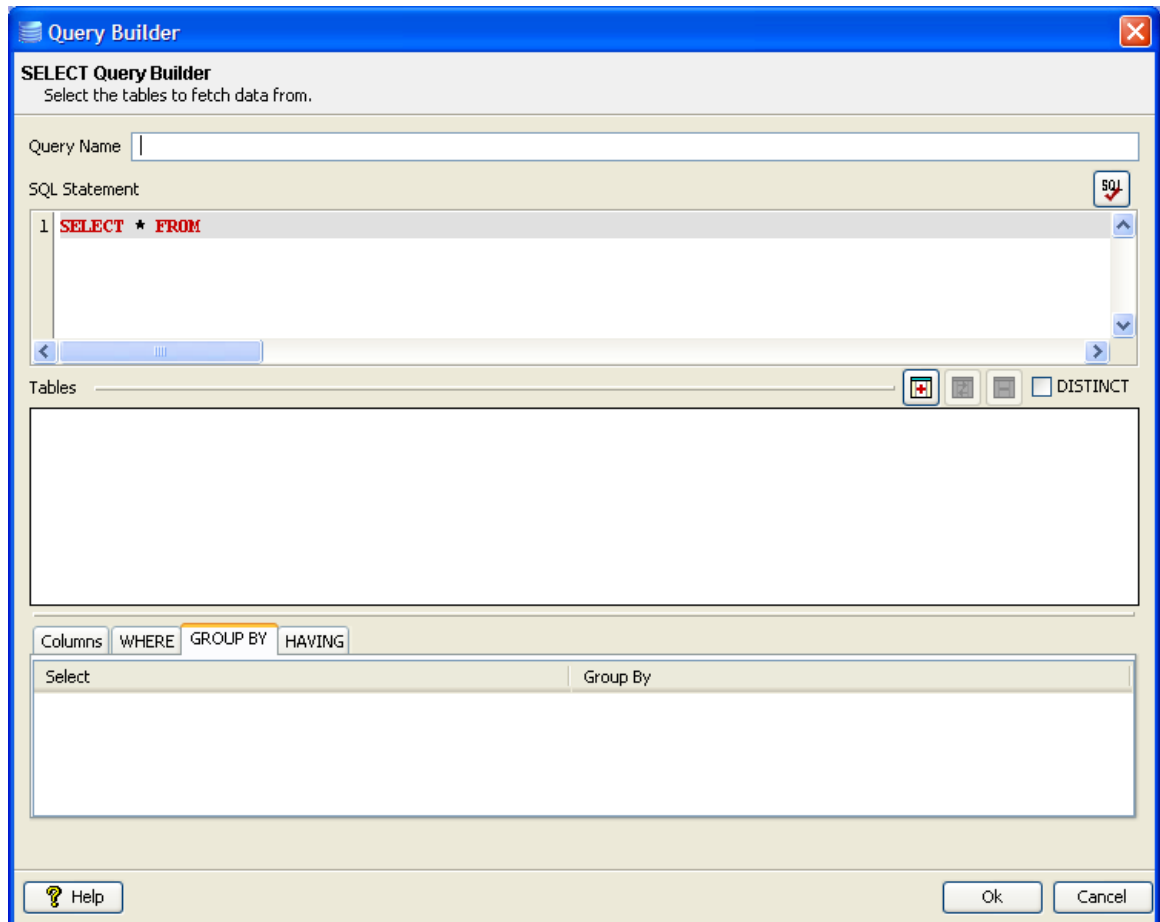 Query Builder
SELECT Query Builder
Select the tables to fetch data from.
Query Name
SQL Statement
SQL
1 SELECT * FROM
Tables
DISTINCT
Columns WHERE GROUP BY HAVING
Select Group By
Help Ok Cancel